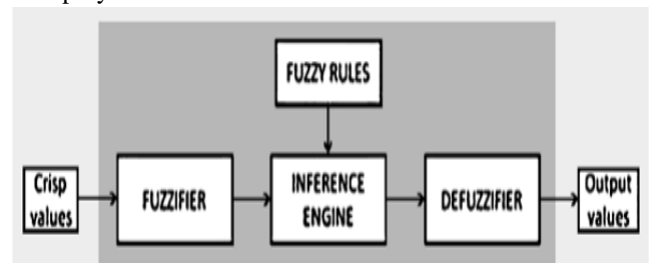 FUZZY RULES
Crisp
values
FUZZIFIER
INFERENCE
ENGINE
DEFUZZIFIER
Output
values